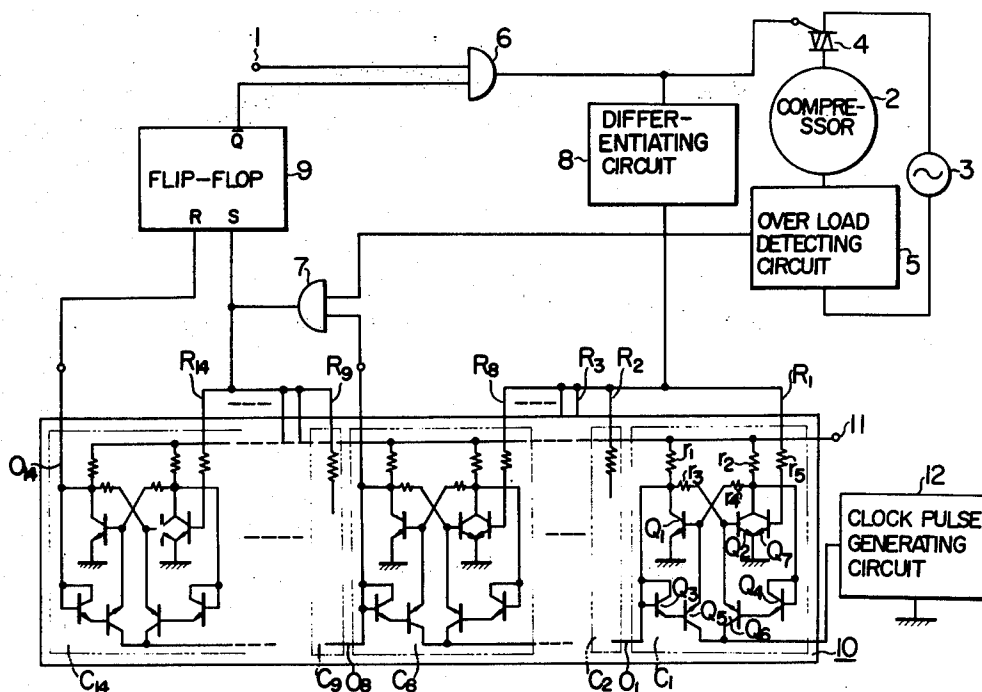 1
6
4
COMPRE-
SSOR
2
DIFFER-
ENTIATING
CIRCUIT
8
3
Q
FLIP-FLOP
R S
9
OVER LOAD
DETECTING
CIRCUIT
5
7
R14
R9
R8
R3
R2
R1
11
O14
r1
r2
r3
r4
r5
12
CLOCK PULSE
GENERATING
CIRCUIT
Q1
Q2
Q7
Q3
Q4
Q5
Q6
10
C14
C9
O8
C8
C2
O1
C1